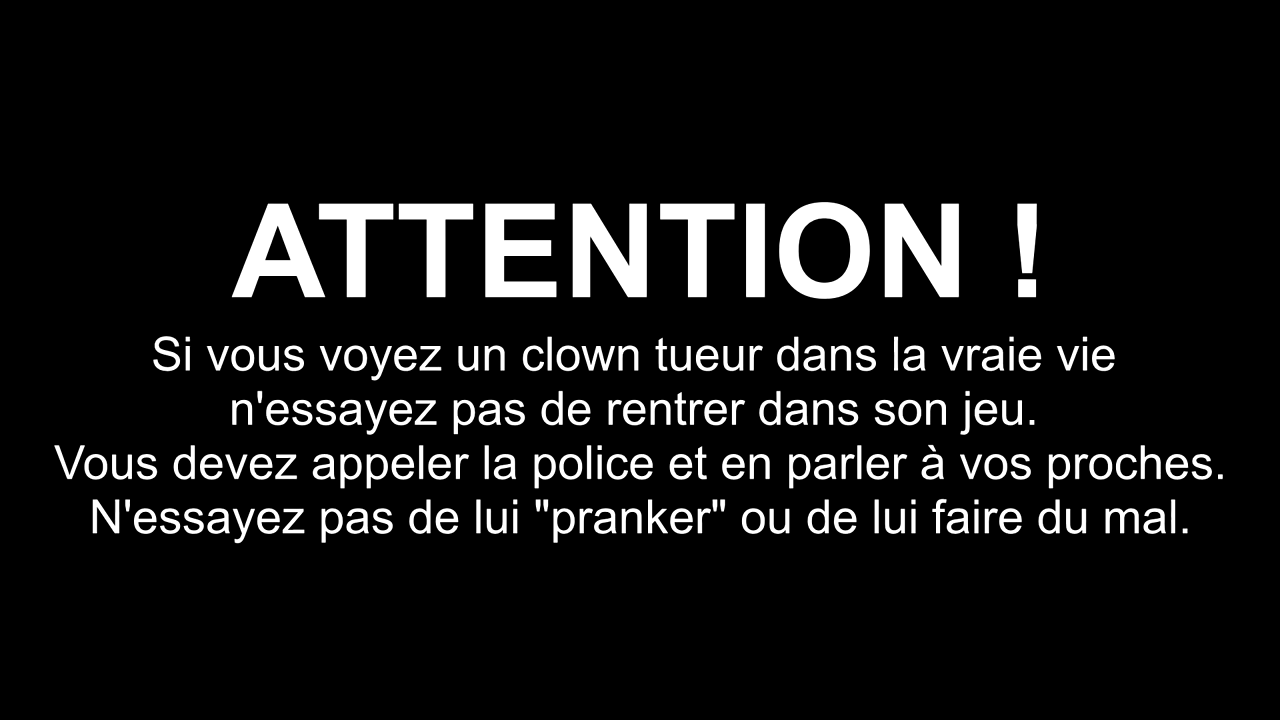 ATTENTION !
Si vous voyez un clown tueur dans la vraie vie
n'essayez pas de rentrer dans son jeu.
Vous devez appeler la police et en parler à vos proches.
N'essayez pas de lui "pranker" ou de lui faire du mal.